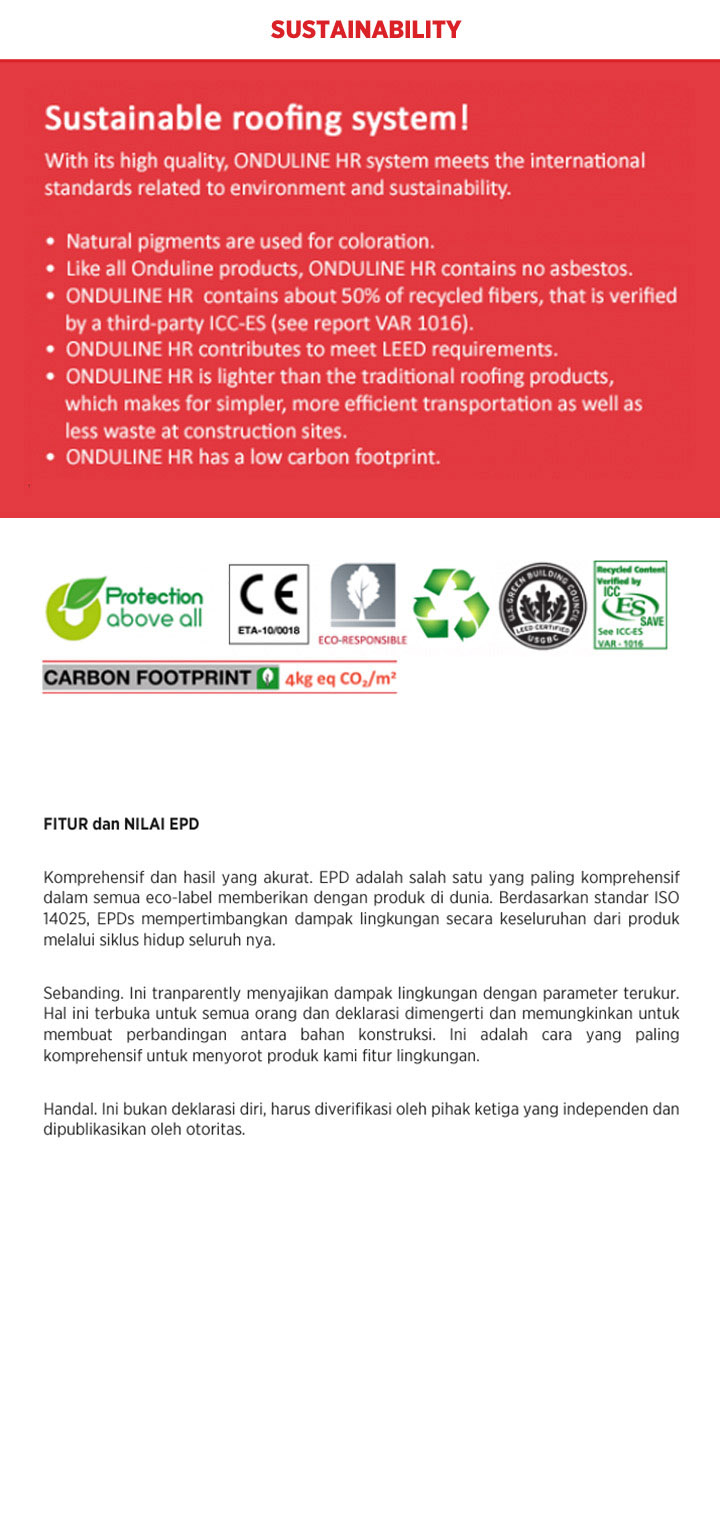 SUSTAINABILITY
Sustainable roofing system!
With its high quality, ONDULINE HR system meets the international
standards related to environment and sustainability.
• Natural pigments are used for coloration.
• Like all Onduline products, ONDULINE HR contains no asbestos.
• ONDULINE HR contains about 50% of recycled fibers, that is verified
by a third-party ICC-ES (see report VAR 1016).
• ONDULINE HR contributes to meet LEED requirements.
• ONDULINE HR is lighter than the traditional roofing products,
which makes for simpler, more efficient transportation as well as
less waste at construction sites.
• ONDULINE HR has a low carbon footprint.
Protection
above all
CE
ETA-10/0018
ECO-RESPONSIBLE
U.S. GREEN BUILDING COUNCIL
LEED CERTIFIED
USGBC
Recycled Content
Verified by
ICC
ES
SAVE
See ICC-ES
VAR - 1016
CARBON FOOTPRINT 4kg eq CO₂/m²
FITUR dan NILAI EPD
Komprehensif dan hasil yang akurat. EPD adalah salah satu yang paling komprehensif
dalam semua eco-label memberikan dengan produk di dunia. Berdasarkan standar ISO
14025, EPDs mempertimbangkan dampak lingkungan secara keseluruhan dari produk
melalui siklus hidup seluruh nya.
Sebanding. Ini tranparently menyajikan dampak lingkungan dengan parameter terukur.
Hal ini terbuka untuk semua orang dan deklarasi dimengerti dan memungkinkan untuk
membuat perbandingan antara bahan konstruksi. Ini adalah cara yang paling
komprehensif untuk menyorot produk kami fitur lingkungan.
Handal. Ini bukan deklarasi diri, harus diverifikasi oleh pihak ketiga yang independen dan
dipublikasikan oleh otoritas.